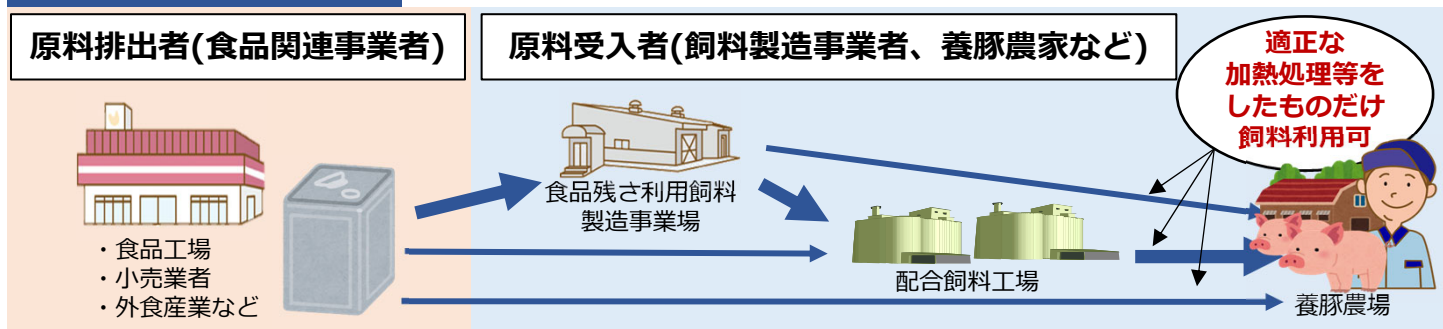 原料排出者(食品関連事業者)
・食品工場
・小売業者
・外食産業など
原料受入者(飼料製造事業者、養豚農家など)
食品残さ利用飼料
製造事業場
配合飼料工場
適正な
加熱処理等を
したものだけ
飼料利用可
養豚農場